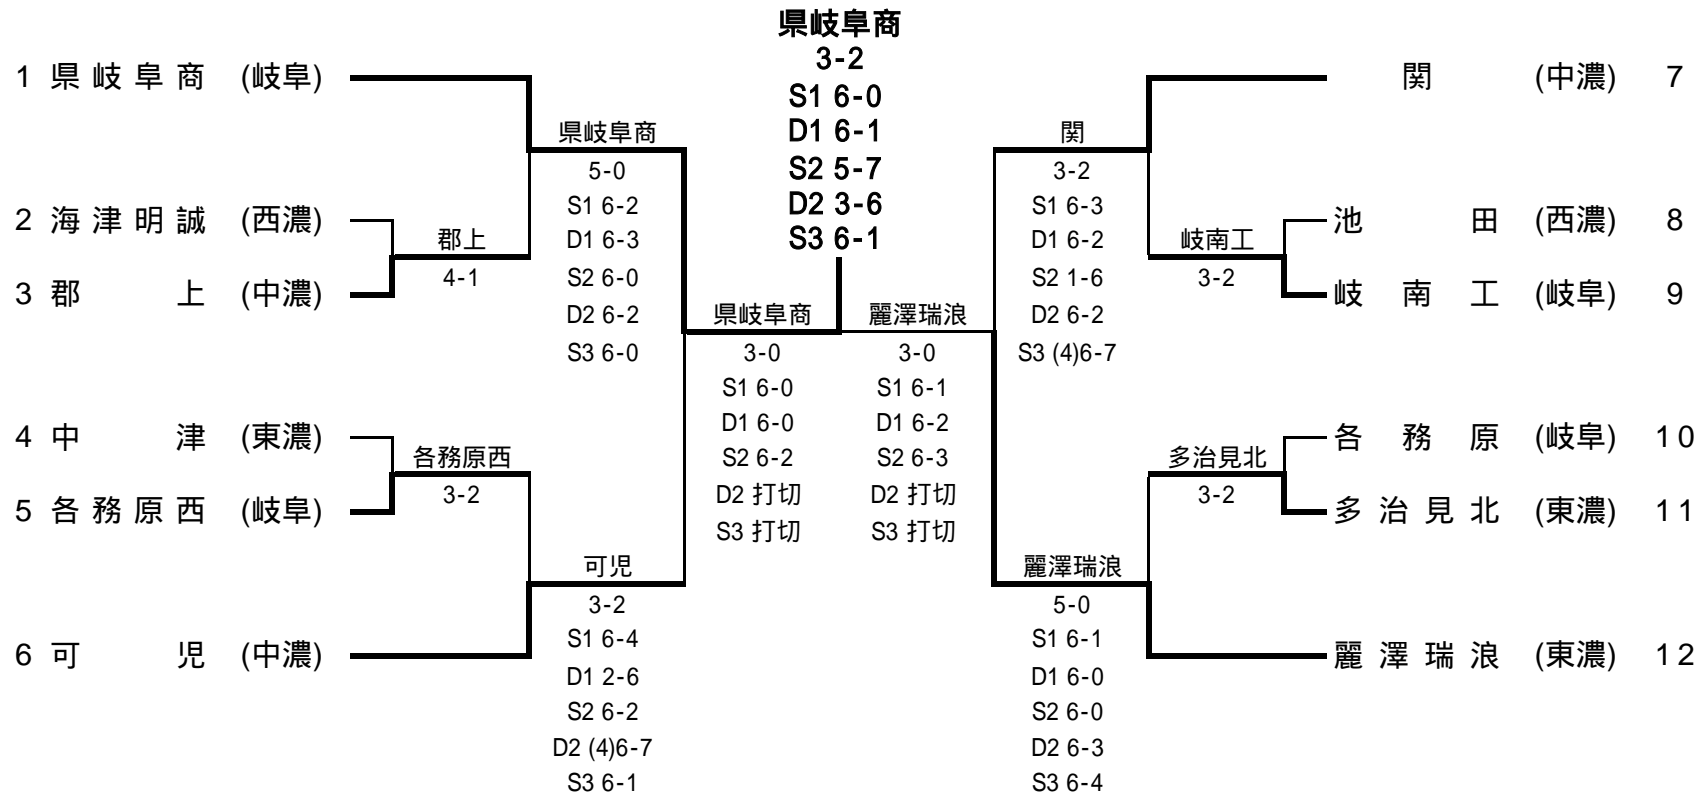 県岐阜商
3-2
S1 6-0
D1 6-1
S2 5-7
D2 3-6
S3 6-1
1 県岐阜商 (岐阜)
2 海津明誠 (西濃)
3 郡上 (中濃)
4 中津 (東濃)
5 各務原西 (岐阜)
6 可児 (中濃)
郡上
4-1
各務原西
3-2
県岐阜商
5-0
S1 6-2
D1 6-3
S2 6-0
D2 6-2
S3 6-0
可児
3-2
S1 6-4
D1 2-6
S2 6-2
D2 (4)6-7
S3 6-1
県岐阜商
3-0
S1 6-0
D1 6-0
S2 6-2
D2 打切
S3 打切
麗澤瑞浪
3-0
S1 6-1
D1 6-2
S2 6-3
D2 打切
S3 打切
関
3-2
S1 6-3
D1 6-2
S2 1-6
D2 6-2
S3 (4)6-7
麗澤瑞浪
5-0
S1 6-1
D1 6-0
S2 6-0
D2 6-3
S3 6-4
岐南工
3-2
多治見北
3-2
関 (中濃) 7
池田 (西濃) 8
岐南工 (岐阜) 9
各務原 (岐阜) 10
多治見北 (東濃) 11
麗澤瑞浪 (東濃) 12